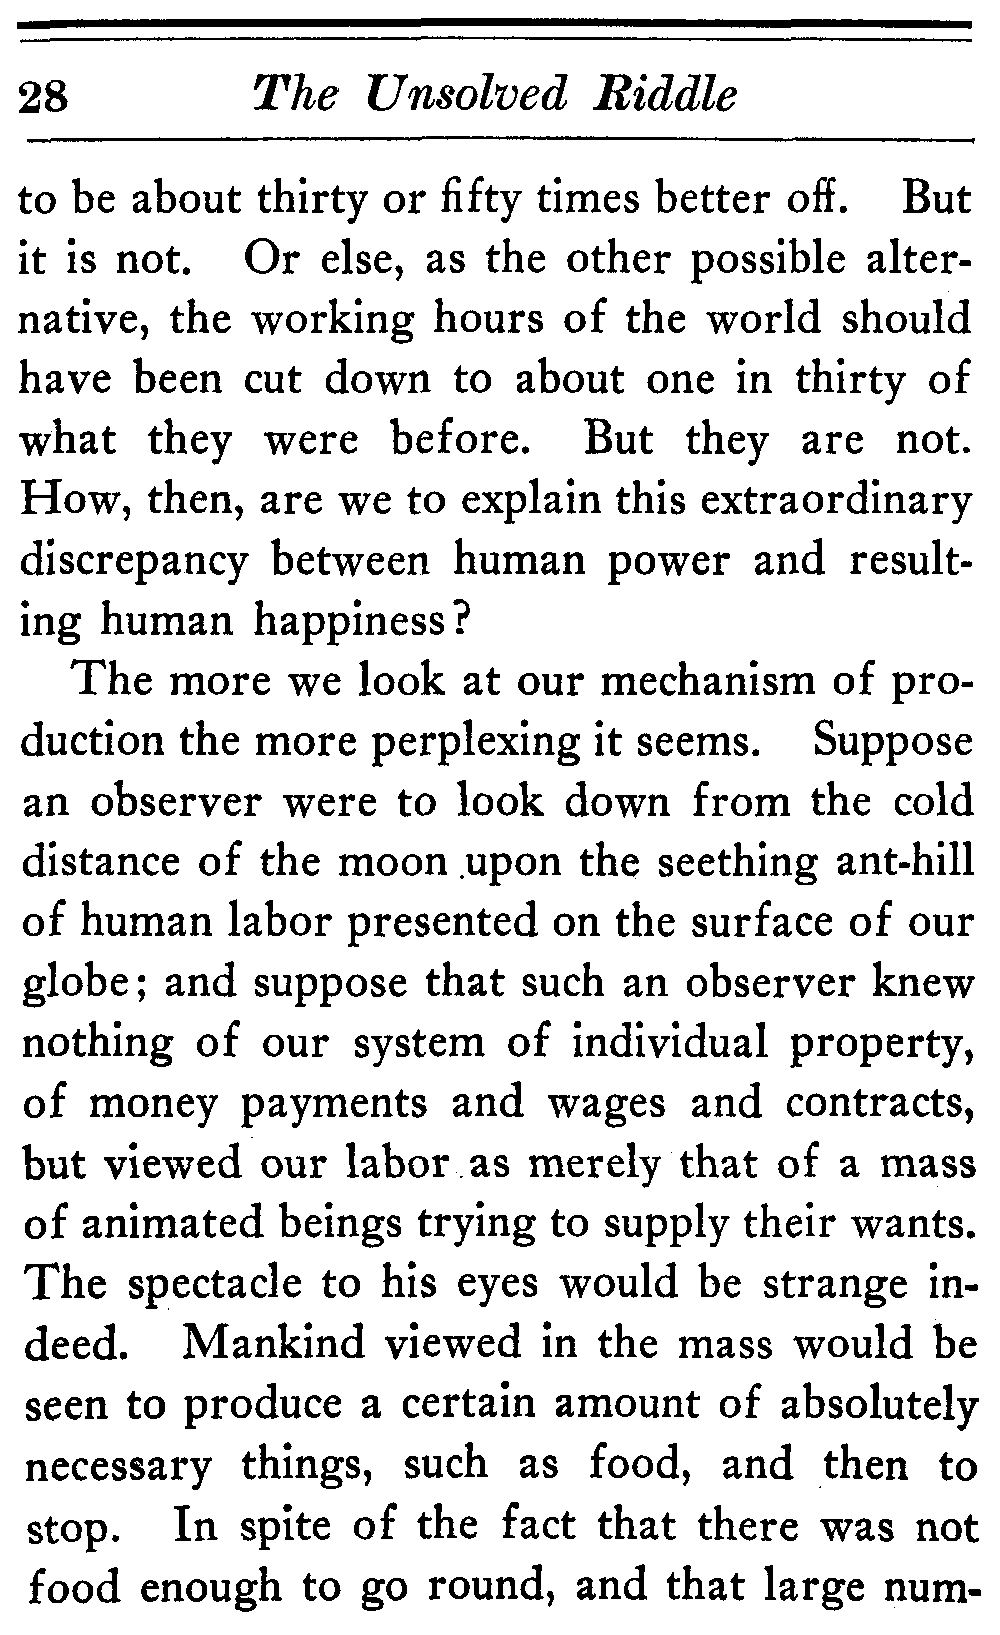 28 The Unsolved Riddle
to be about thirty or fifty times better off. But
it is not. Or else, as the other possible alter-
native, the working hours of the world should
have been cut down to about one in thirty of
what they were before. But they are not.
How, then, are we to explain this extraordinary
discrepancy between human power and result-
ing human happiness?
The more we look at our mechanism of pro-
duction the more perplexing it seems. Suppose
an observer were to look down from the cold
distance of the moon upon the seething ant-hill
of human labor presented on the surface of our
globe; and suppose that such an observer knew
nothing of our system of individual property,
of money payments and wages and contracts,
but viewed our labor as merely that of a mass
of animated beings trying to supply their wants.
The spectacle to his eyes would be strange in-
deed. Mankind viewed in the mass would be
seen to produce a certain amount of absolutely
necessary things, such as food, and then to
stop. In spite of the fact that there was not
food enough to go round, and that large num-